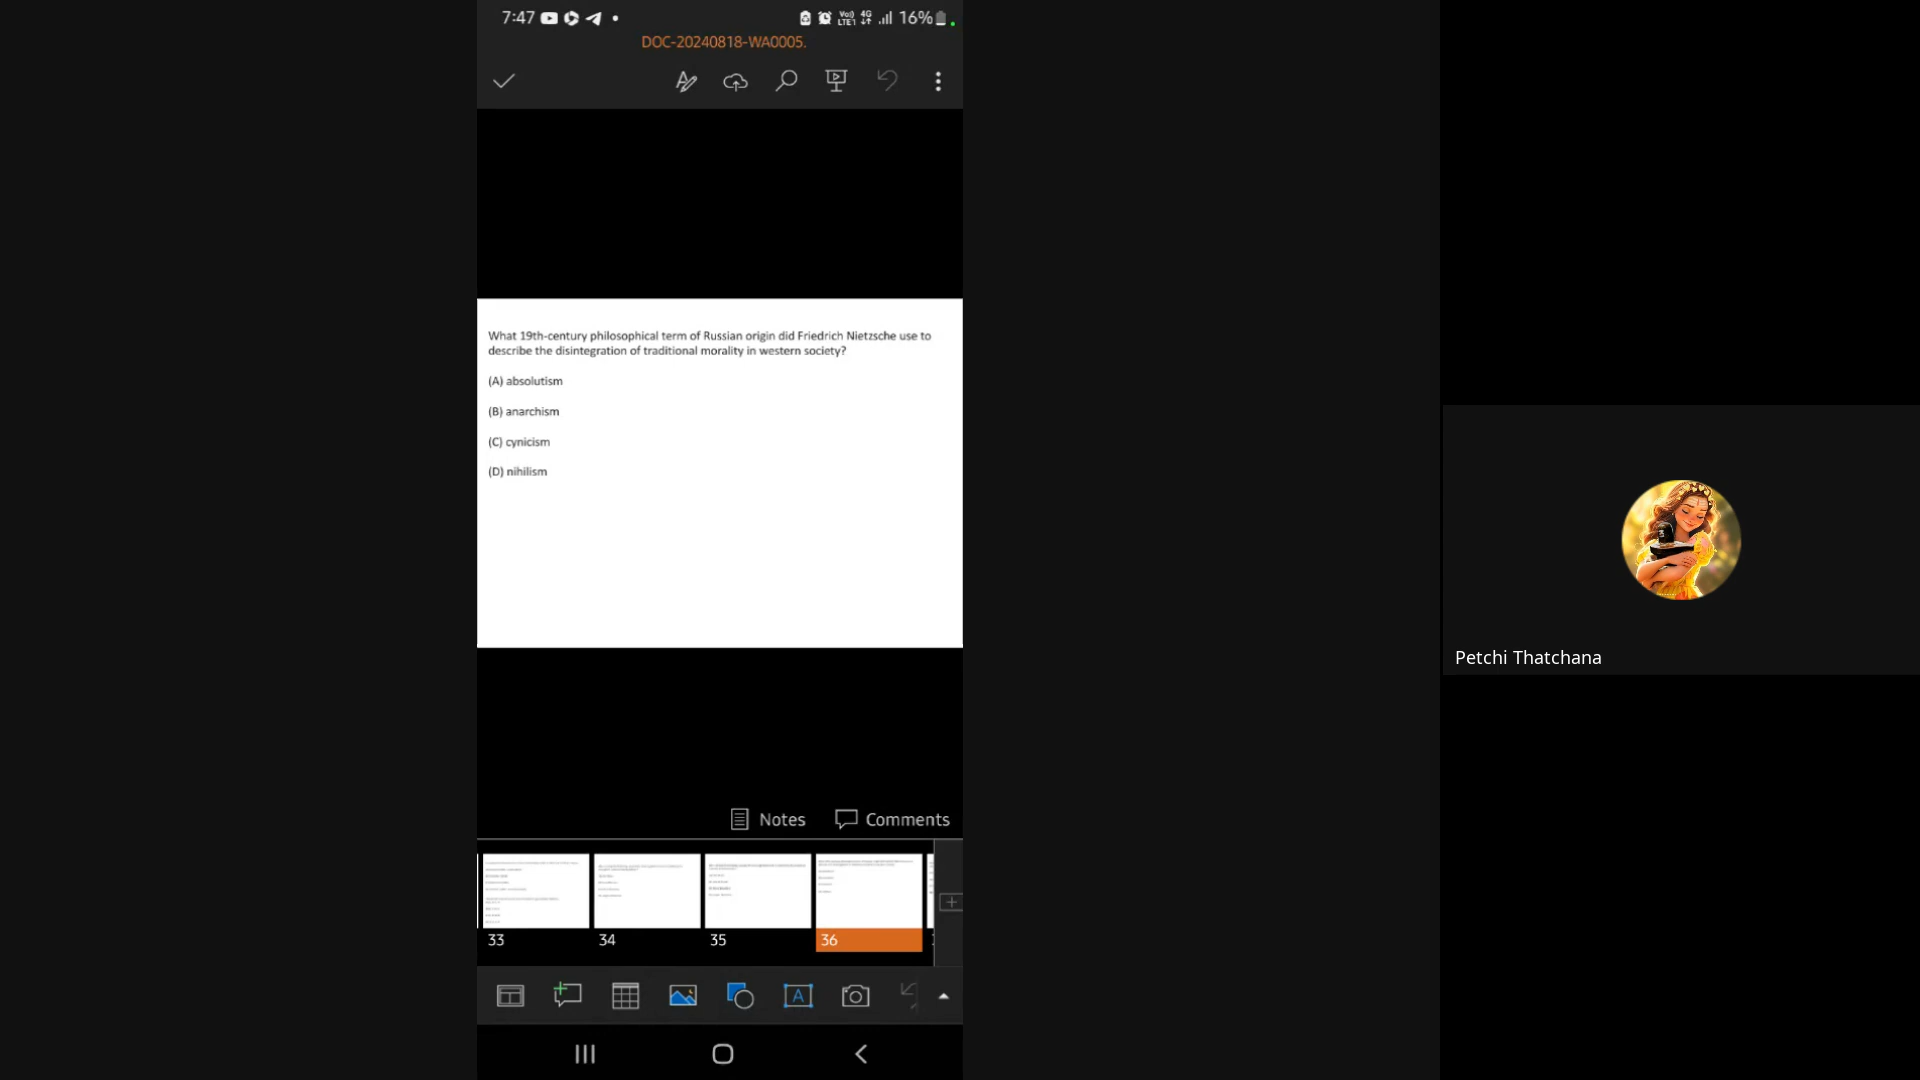 7:47
16%
DOC-20240818-WA0005.
What 19th-century philosophical term of Russian origin did Friedrich Nietzsche use to
describe the disintegration of traditional morality in western society?
(A) absolutism
(B) anarchism
(C) cynicism
(D) nihilism
Petchi Thatchana
Notes
Comments
33
34
35
36